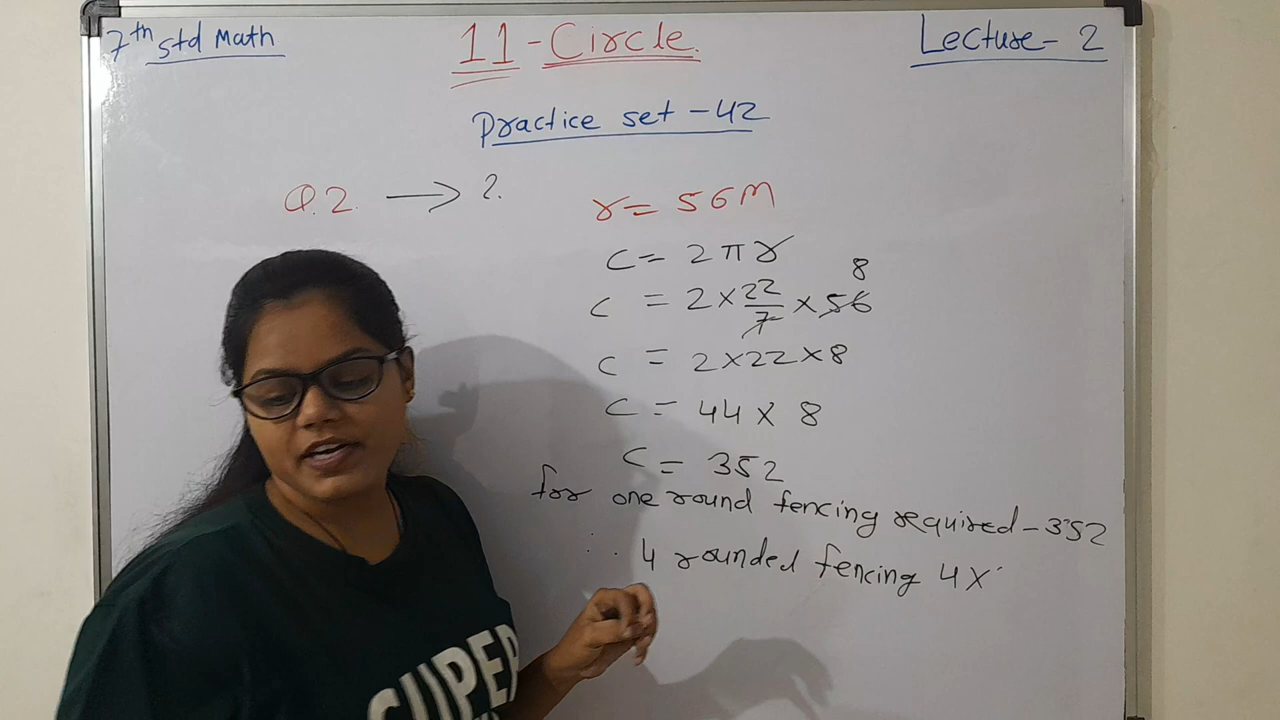 7th std Math
11-Circle.
Lecture-2
Practice set-42
Q.2. → 2.
r= 56M
C= 2πr
C = 2×22/7×56 8
C = 2×22×8
C = 44×8
C = 352
for one round fencing required-352
∴ 4 rounded fencing 4×
SUPER